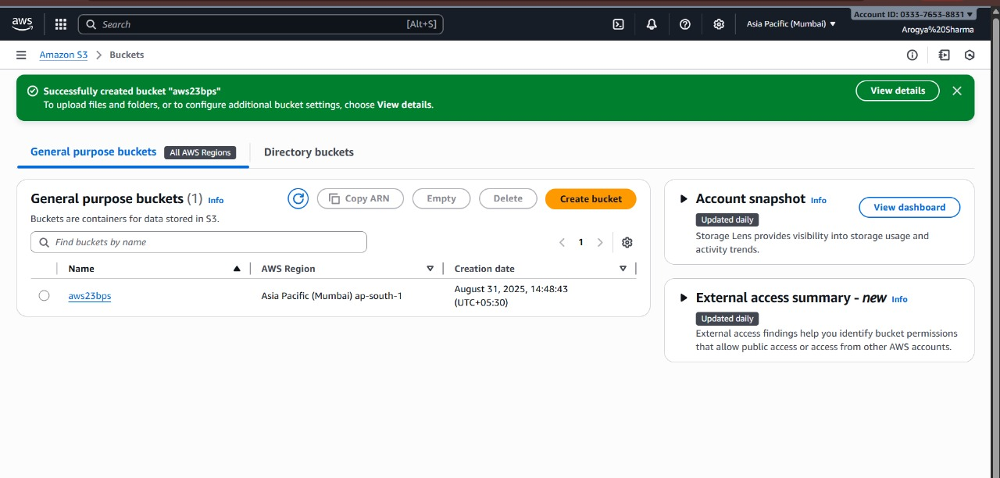 aws
Search [Alt+S]
Asia Pacific (Mumbai) ▼
Account ID: 0333-7653-8831 ▼
Arogya%20Sharma
Amazon S3 > Buckets
Successfully created bucket "aws23bps"
To upload files and folders, or to configure additional bucket settings, choose View details.
View details
General purpose buckets All AWS Regions
Directory buckets
General purpose buckets (1) Info
Copy ARN
Empty
Delete
Create bucket
Buckets are containers for data stored in S3.
Find buckets by name
1
Name AWS Region Creation date
aws23bps Asia Pacific (Mumbai) ap-south-1 August 31, 2025, 14:48:43
(UTC+05:30)
Account snapshot Info
View dashboard
Updated daily
Storage Lens provides visibility into storage usage and
activity trends.
External access summary - new Info
Updated daily
External access findings help you identify bucket permissions
that allow public access or access from other AWS accounts.